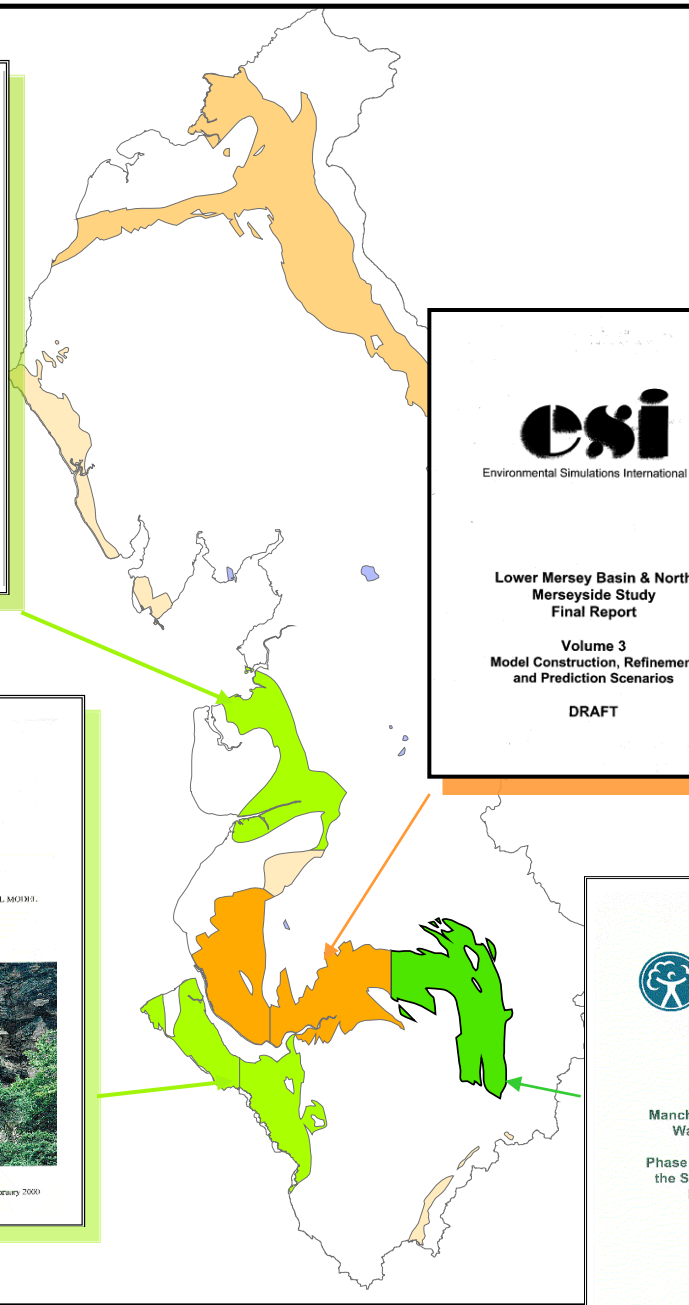 esi
Environmental Simulations International
Lower Mersey Basin & North
Merseyside Study
Final Report
Volume 3
Model Construction, Refinemen
and Prediction Scenarios
DRAFT
L MODEL
bruary 2000
Manch
Wa
Phase
the S